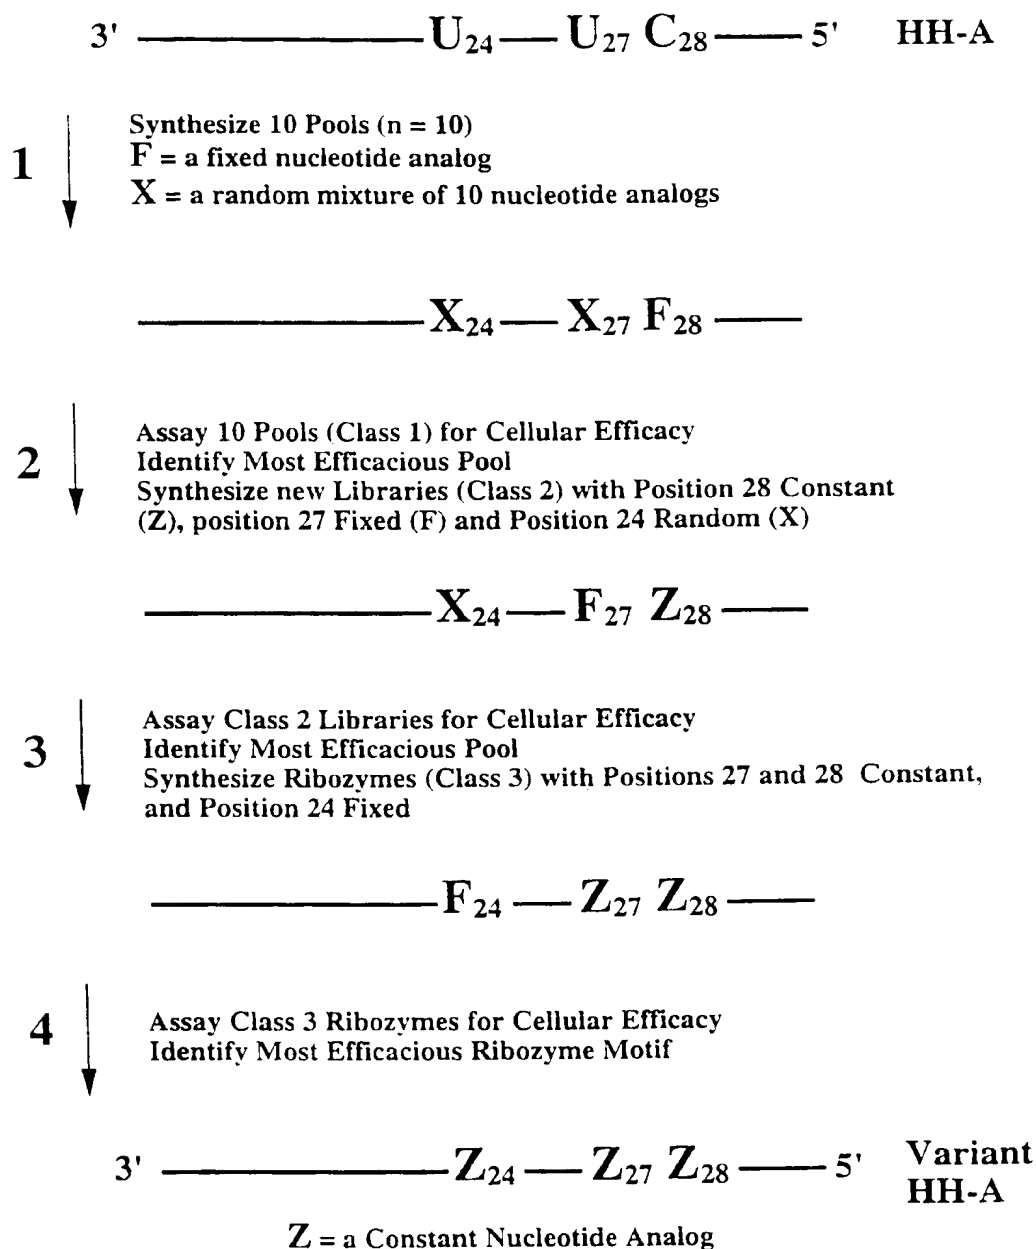 3' U24 U27 C28 5' HH-A
1
Synthesize 10 Pools (n = 10)
F = a fixed nucleotide analog
X = a random mixture of 10 nucleotide analogs
X24 X27 F28
2
Assay 10 Pools (Class 1) for Cellular Efficacy
Identify Most Efficacious Pool
Synthesize new Libraries (Class 2) with Position 28 Constant
(Z), position 27 Fixed (F) and Position 24 Random (X)
X24 F27 Z28
3
Assay Class 2 Libraries for Cellular Efficacy
Identify Most Efficacious Pool
Synthesize Ribozymes (Class 3) with Positions 27 and 28 Constant,
and Position 24 Fixed
F24 Z27 Z28
4
Assay Class 3 Ribozymes for Cellular Efficacy
Identify Most Efficacious Ribozyme Motif
3' Z24 Z27 Z28 5' Variant
HH-A
Z = a Constant Nucleotide Analog